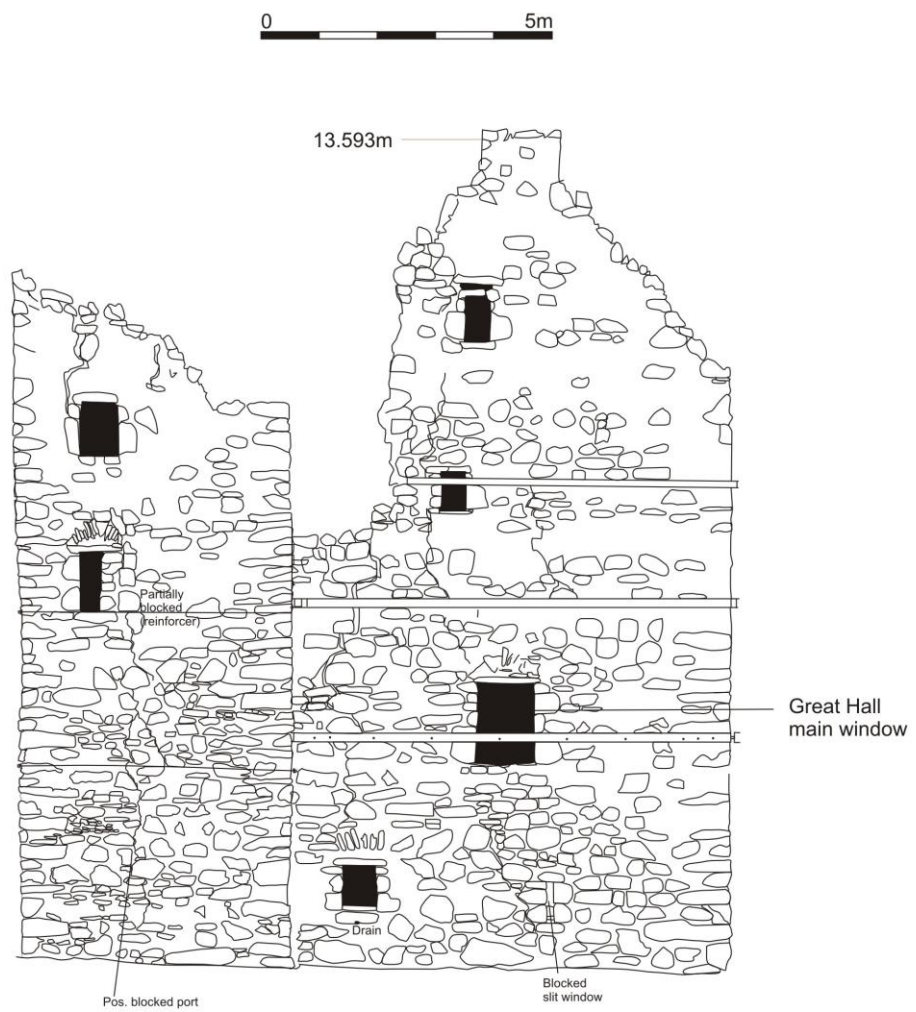 0 5m
13.593m
Partially
blocked
(reinforcer)
Great Hall
main window
Drain
Blocked
slit window
Pos. blocked port